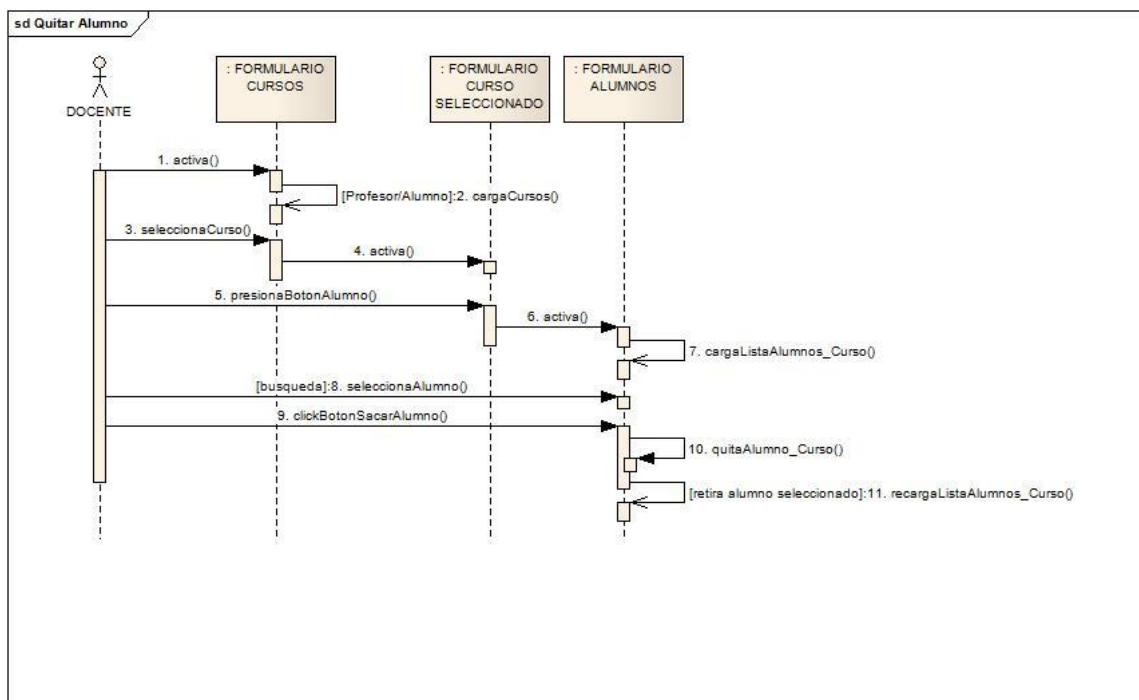 sd Quitar Alumno
DOCENTE
: FORMULARIO
CURSOS
: FORMULARIO
CURSO
SELECCIONADO
: FORMULARIO
ALUMNOS
1. activa()
[Profesor/Alumno]:2. cargaCursos()
3. seleccionaCurso()
4. activa()
5. presionaBotonAlumno()
6. activa()
7. cargaListaAlumnos_Curso()
[busqueda]:8. seleccionaAlumno()
9. clickBotonSacarAlumno()
10. quitaAlumno_Curso()
[retira alumno seleccionado]:11. recargaListaAlumnos_Curso()